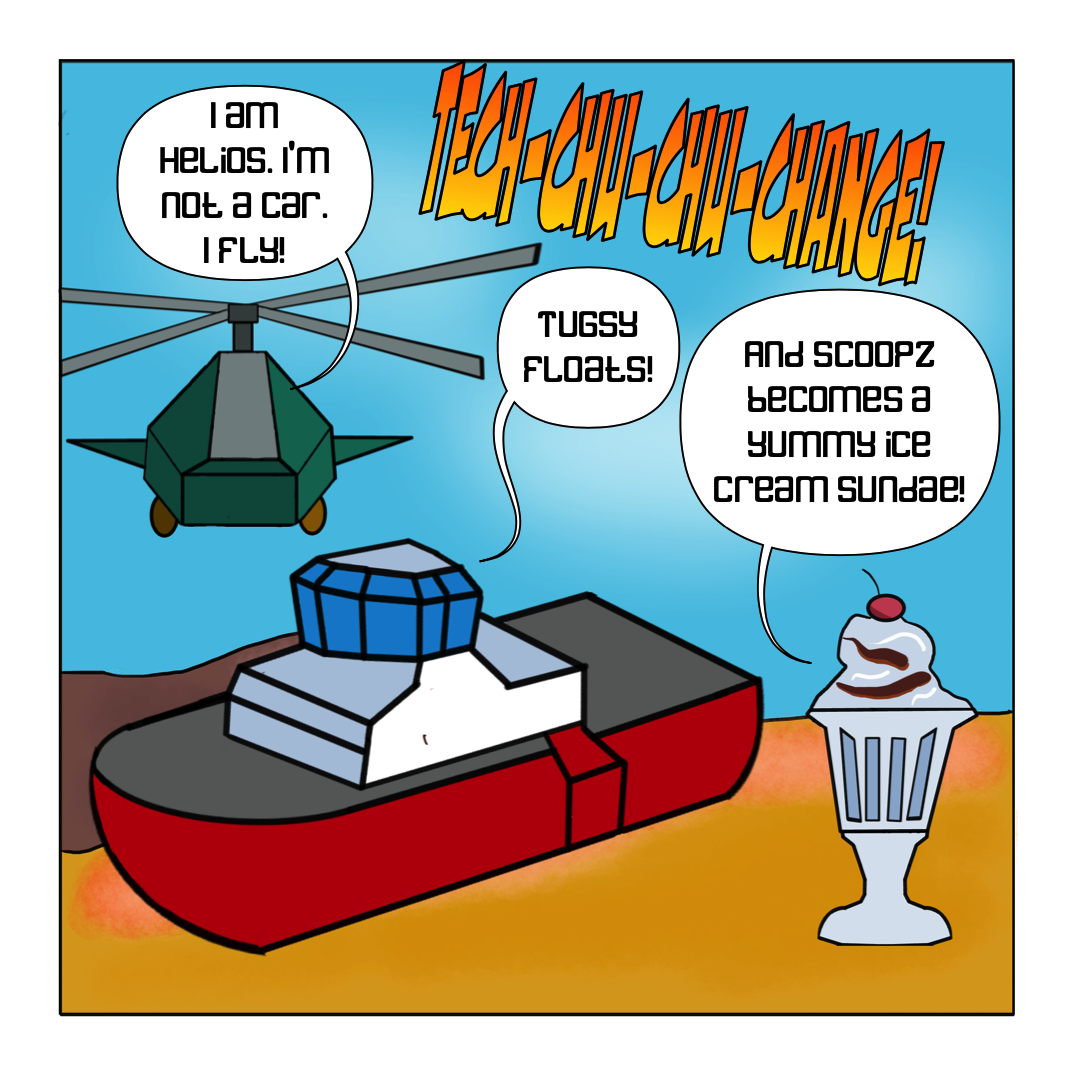 I am
Helios. I'm
not a car.
I fly!
TECH-CHU-CHU-CHANGE!
Tugsy
floats!
And Scoopz
becomes a
yummy ice
cream sundae!